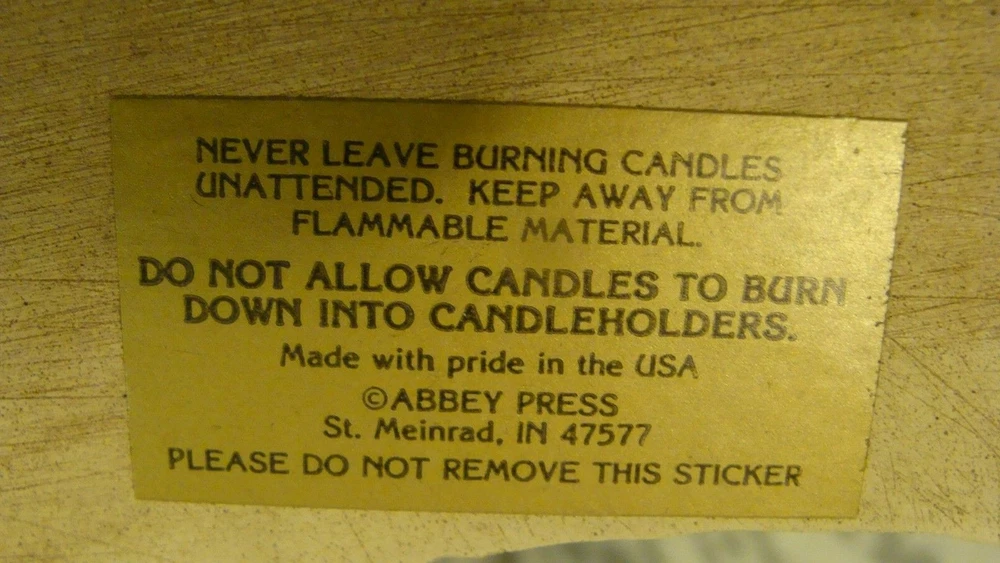 NEVER LEAVE BURNING CANDLES
UNATTENDED. KEEP AWAY FROM
FLAMMABLE MATERIAL.
DO NOT ALLOW CANDLES TO BURN
DOWN INTO CANDLEHOLDERS.
Made with pride in the USA
©ABBEY PRESS
St. Meinrad, IN 47577
PLEASE DO NOT REMOVE THIS STICKER